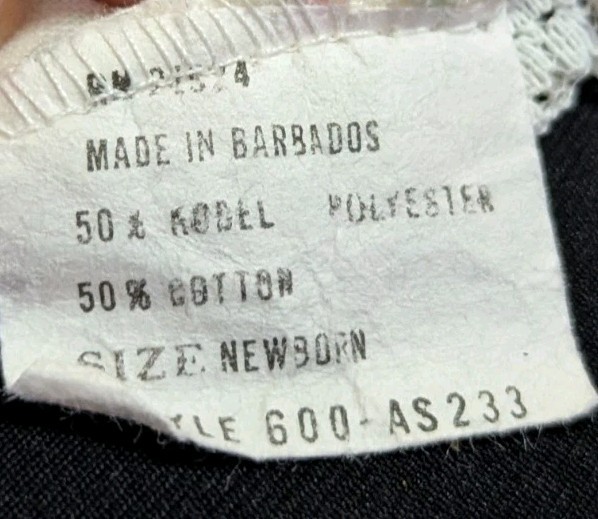 MADE IN BARBADOS
50% KODEL POLYESTER
50% COTTON
SIZE NEWBORN
600-AS233